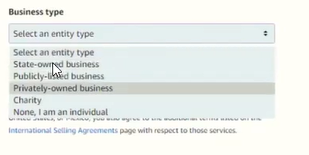 Business type
Select an entity type
Select an entity type
State-owned business
Publicly-listed business
Privately-owned business
Charity
None, I am an individual
United States, or Mexico, you also agree to the additional terms listed on the
International Selling Agreements page with respect to those services.